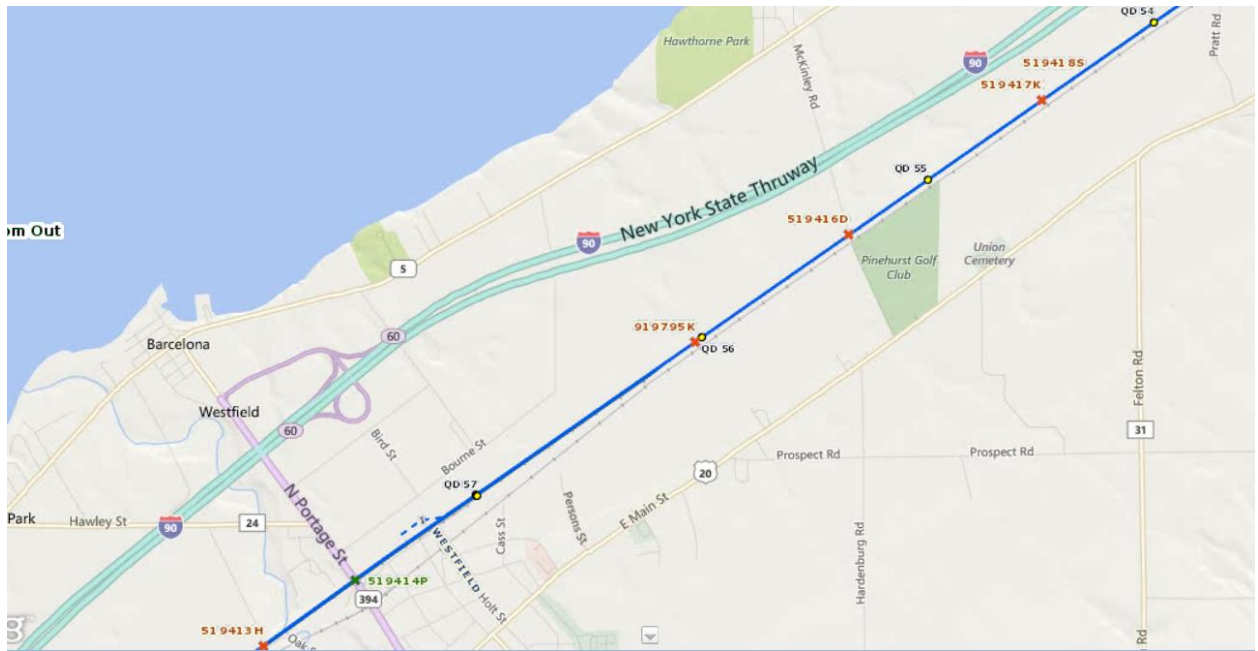 QD 54
Pratt Rd
Hawthorne Park
McKinley Rd
90
519418S
519417K
New York State Thruway
QD 55
519416D
Union
Cemetery
Pinehurst Golf
Club
om Out
90
5
60
Barcelona
919795K
QD 56
Felton Rd
Westfield
60
31
Bird St
Bourne St
Prospect Rd
Prospect Rd
20
QD 57
N Portage St
Persons St
E Main St
Park
Hawley St
90
24
Cass St
WESTFIELD
Hardenburg Rd
519414P
394
Holt St
519413H
Oak
Rd
g